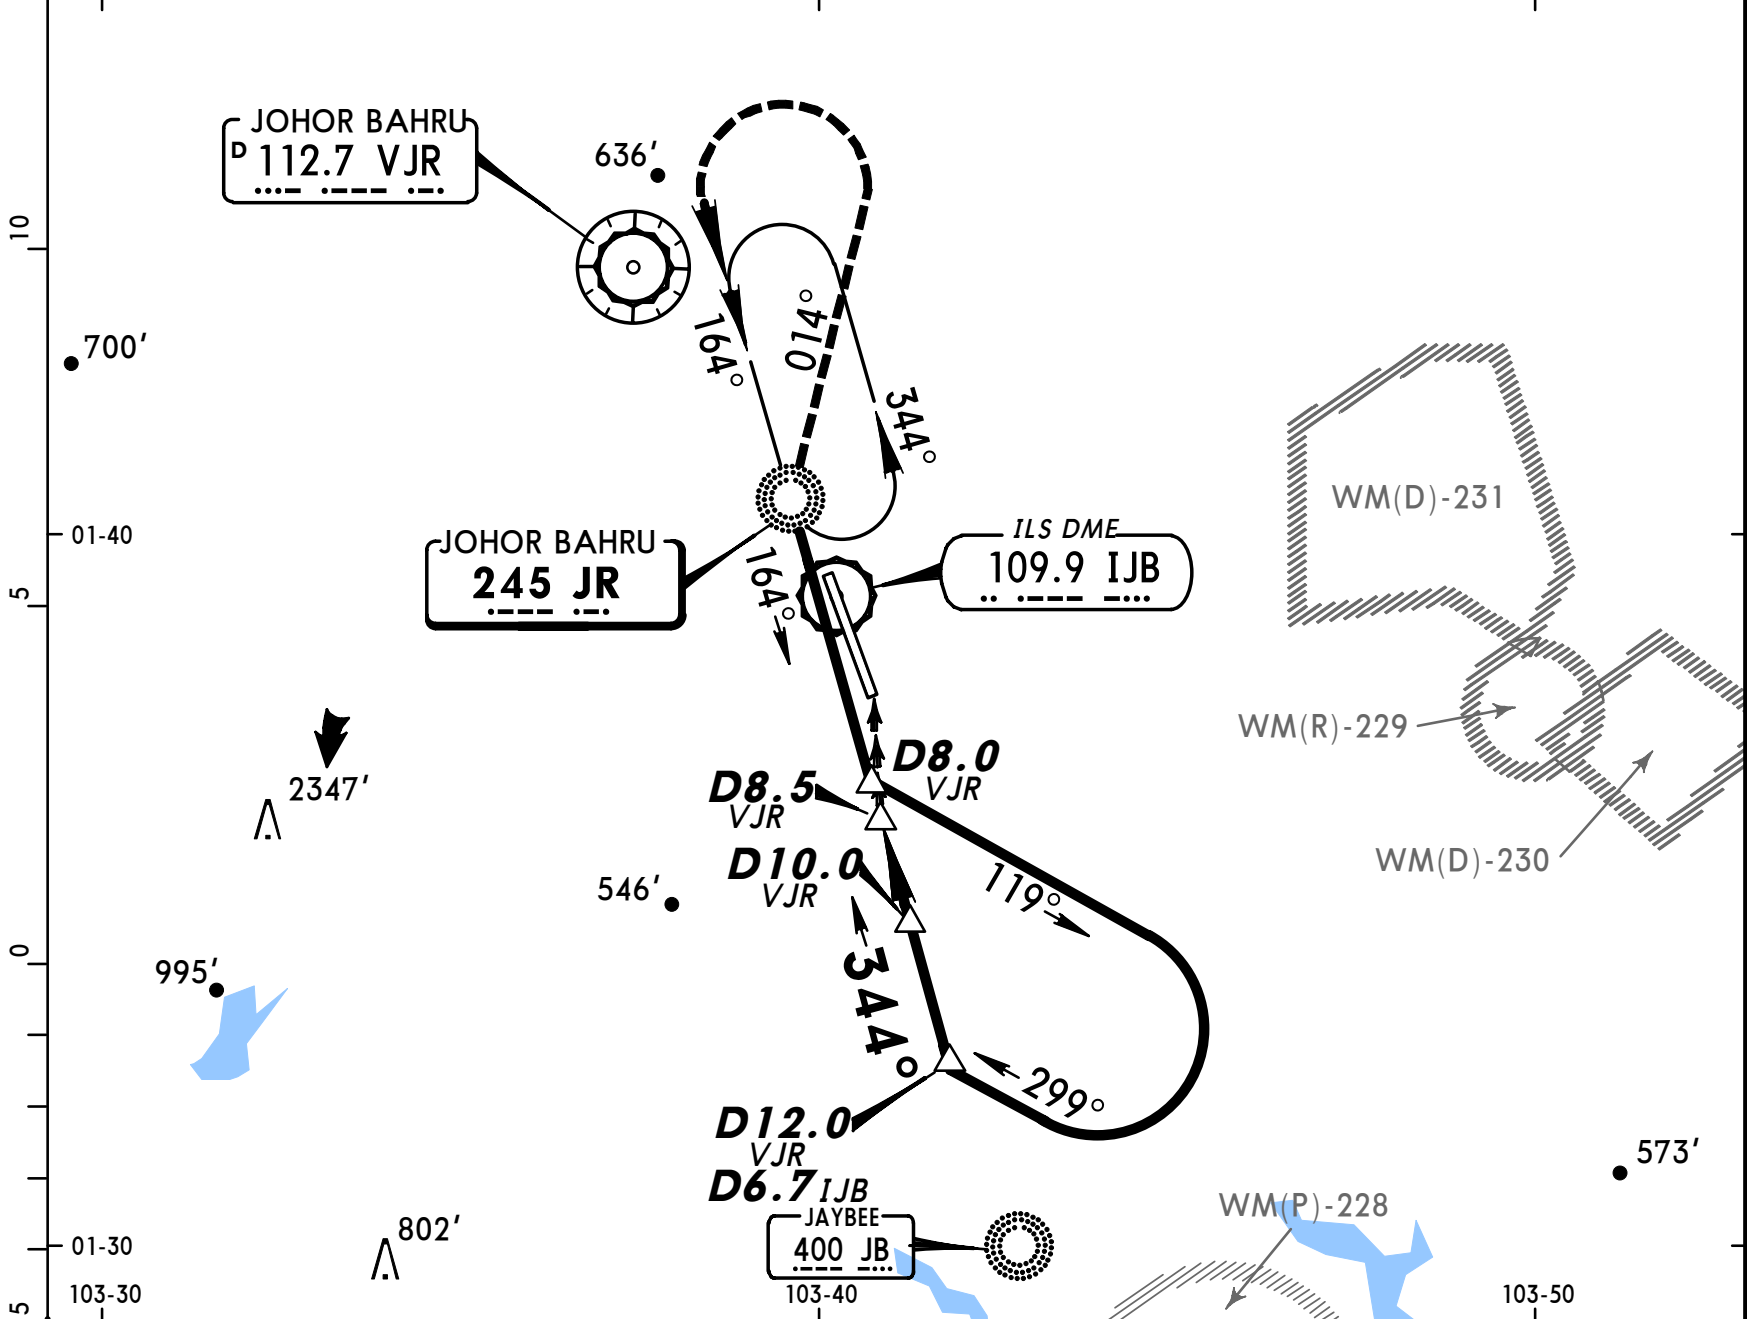 JOHOR BAHRU
D 112.7 VJR
636′
10
700′
164°
014°
344°
WM(D)-231
01-40
JOHOR BAHRU
245 JR
164°
ILS DME
109.9 IJB
5
WM(R)-229
2347′
D8.0
VJR
D8.5
VJR
D10.0
VJR
WM(D)-230
546′
119°
0
995′
344°
299°
D12.0
VJR
D6.7 IJB
573′
WM(P)-228
802′
JAYBEE
400 JB
01-30
103-30
103-40
103-50
5